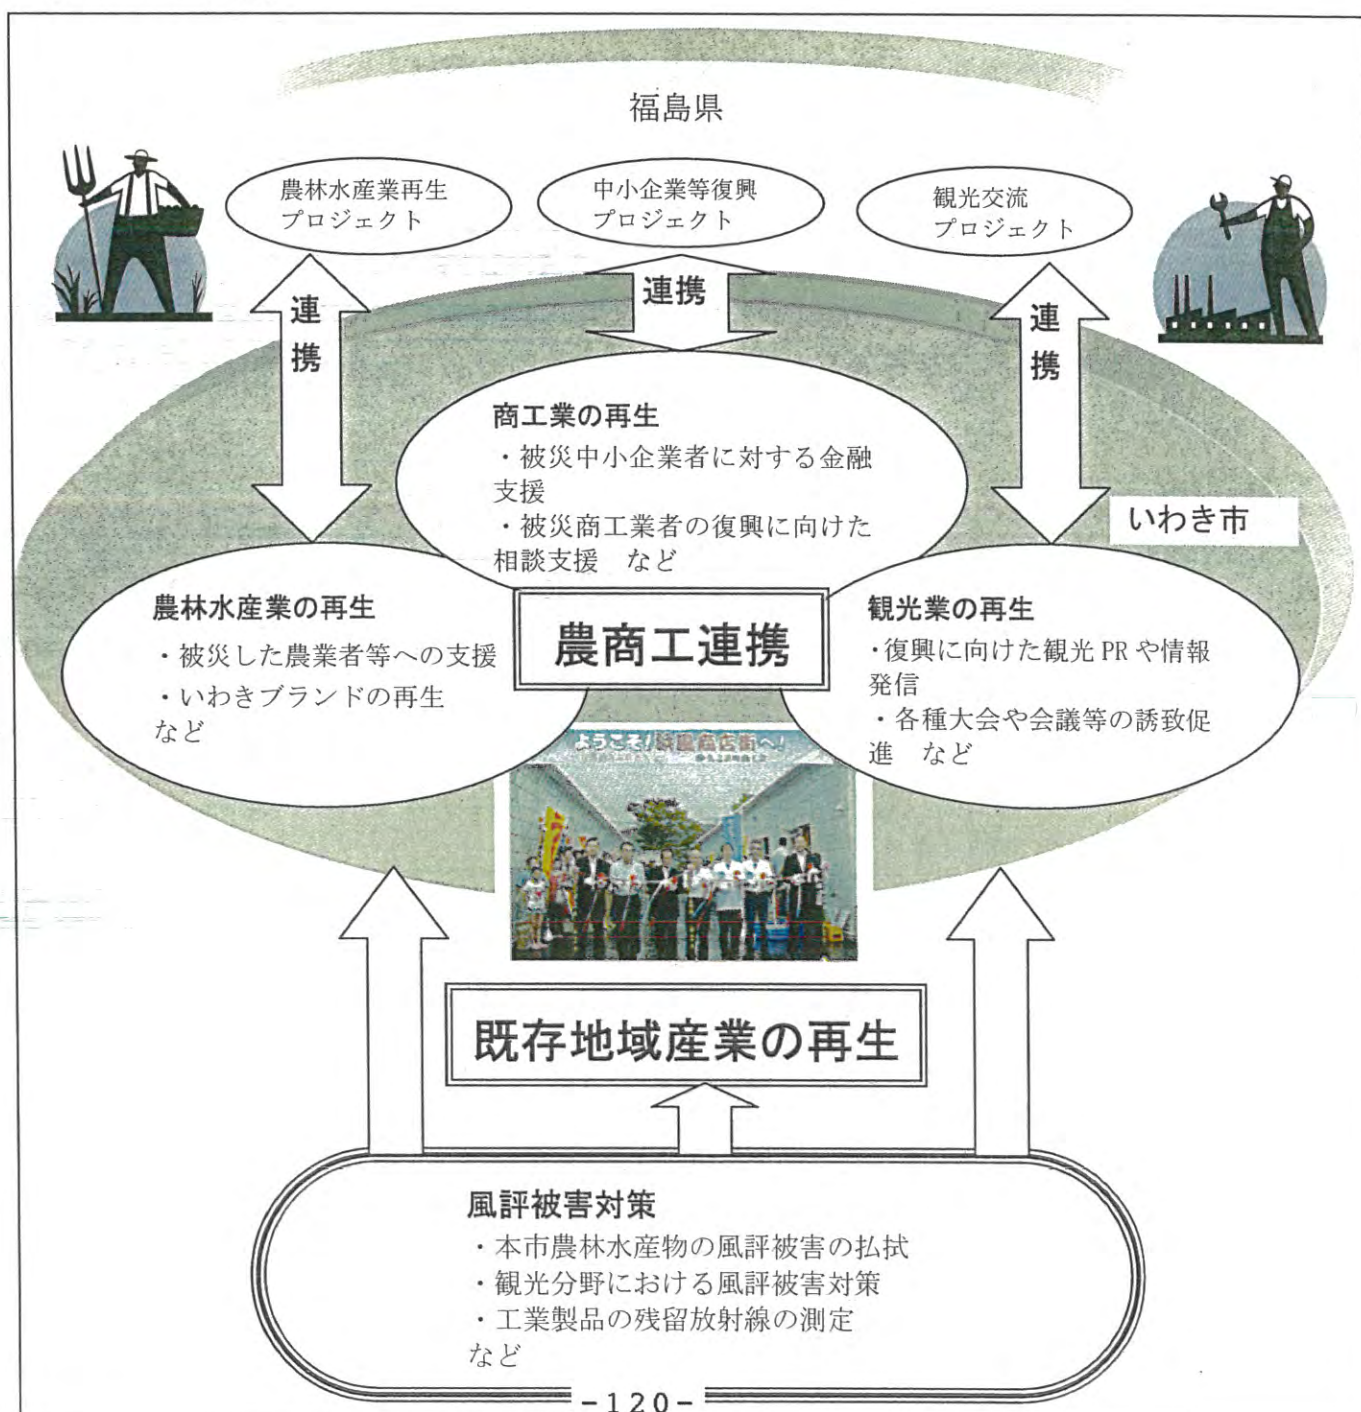 福島県
農林水産業再生
プロジェクト
中小企業等復興
プロジェクト
観光交流
プロジェクト
連携
連携
連携
商工業の再生
・被災中小企業者に対する金融
支援
・被災商工業者の復興に向けた
相談支援　など
いわき市
農林水産業の再生
・被災した農業者等への支援
・いわきブランドの再生
など
農商工連携
観光業の再生
・復興に向けた観光 PR や情報
発信
・各種大会や会議等の誘致促
進　など
ようこそ！浜風商店街へ！
既存地域産業の再生
風評被害対策
・本市農林水産物の風評被害の払拭
・観光分野における風評被害対策
・工業製品の残留放射線の測定
など
-120-